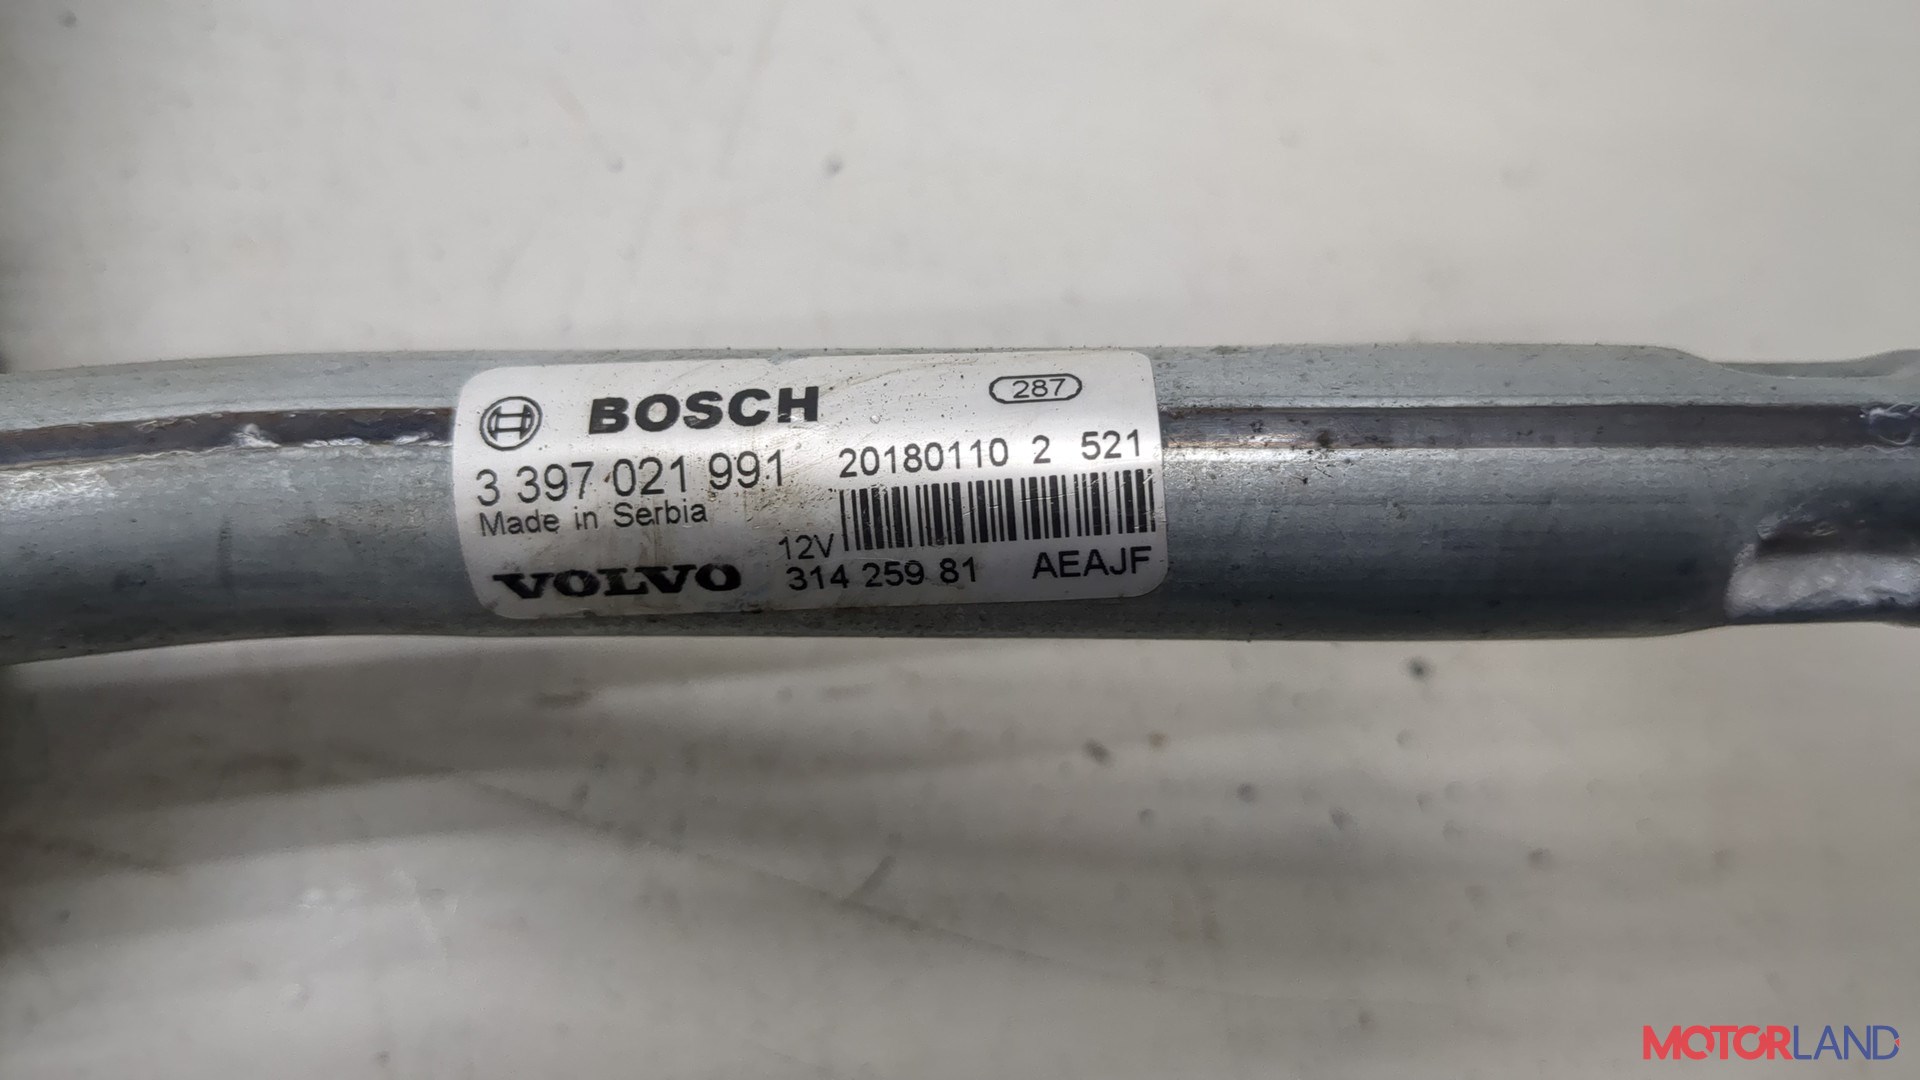 BOSCH
287
3 397 021 991
20180110 2 521
Made in Serbia
12V
VOLVO
314 259 81
AEAJF
MOTORLAND